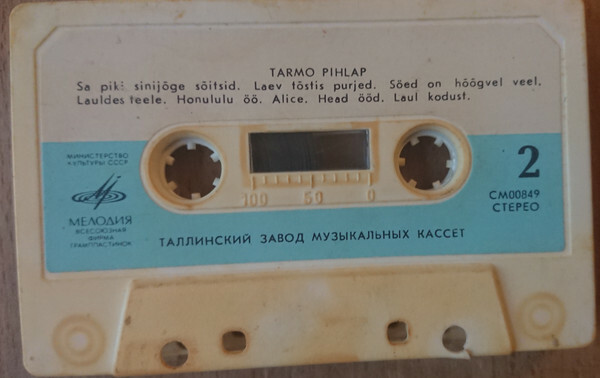 TARMO PIHLAP
Sa piki sinijõge sõitsid. Laev tõstis purjed. Söed on hõõgvel veel.
Lauldes teele. Honululu öö. Alice. Head ööd. Laul kodust.
МИНИСТЕРСТВО
КУЛЬТУРЫ СССР
МЕЛОДИЯ
ВСЕСОЮЗНАЯ
ФИРМА
ГРАМПЛАСТИНОК
100 50 0
2
СМ00849
СТЕРЕО
ТАЛЛИНСКИЙ ЗАВОД МУЗЫКАЛЬНЫХ КАССЕТ